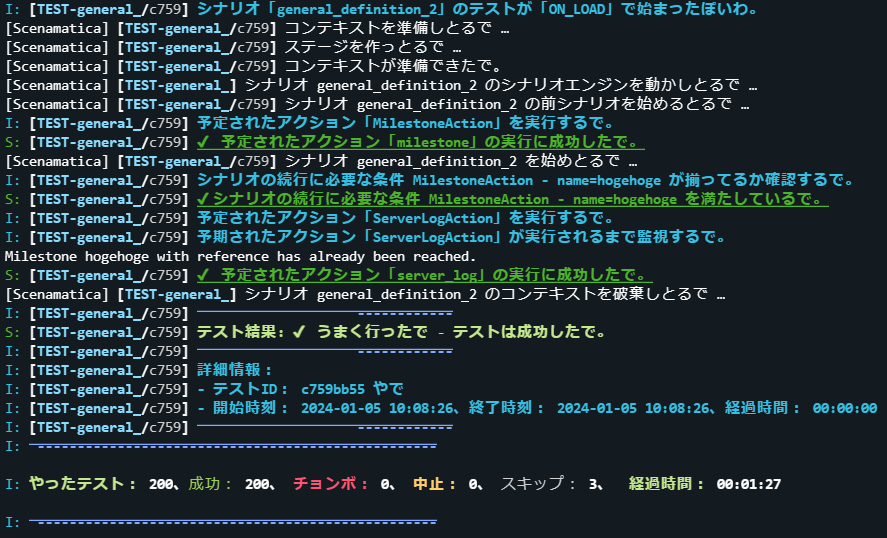 I: [TEST-general_/c759] シナリオ「general_definition_2」のテストが「ON_LOAD」で始まったぽいわ。
[Scenamatica] [TEST-general_/c759] コンテキストを準備しとるで …
[Scenamatica] [TEST-general_/c759] ステージを作っとるで …
[Scenamatica] [TEST-general_/c759] コンテキストが準備できたで。
[Scenamatica] [TEST-general_] シナリオ general_definition_2 のシナリオエンジンを動かしとるで …
[Scenamatica] [TEST-general_/c759] シナリオ general_definition_2 の前シナリオを始めるとるで …
I: [TEST-general_/c759] 予定されたアクション「MilestoneAction」を実行するで。
S: [TEST-general_/c759] ✔ 予定されたアクション「milestone」の実行に成功したで。
[Scenamatica] [TEST-general_/c759] シナリオ general_definition_2 を始めとるで …
I: [TEST-general_/c759] シナリオの続行に必要な条件 MilestoneAction - name=hogehoge が揃ってるか確認するで。
S: [TEST-general_/c759] ✔シナリオの続行に必要な条件 MilestoneAction - name=hogehoge を満たしているで。
I: [TEST-general_/c759] 予定されたアクション「ServerLogAction」を実行するで。
I: [TEST-general_/c759] 予期されたアクション「ServerLogAction」が実行されるまで監視するで。
Milestone hogehoge with reference has already been reached.
S: [TEST-general_/c759] ✔ 予定されたアクション「server_log」の実行に成功したで。
[Scenamatica] [TEST-general_] シナリオ general_definition_2 のコンテキストを破棄しとるで …
I: [TEST-general_/c759]
S: [TEST-general_/c759] テスト結果: ✔ うまく行ったで - テストは成功したで。
I: [TEST-general_/c759]
I: [TEST-general_/c759] 詳細情報：
I: [TEST-general_/c759] - テストID： c759bb55 やで
I: [TEST-general_/c759] - 開始時刻： 2024-01-05 10:08:26、終了時刻： 2024-01-05 10:08:26、経過時間： 00:00:00
I: [TEST-general_/c759]
I:
I: やったテスト： 200、成功： 200、 チョンボ： 0、 中止： 0、 スキップ： 3、 経過時間： 00:01:27
I: